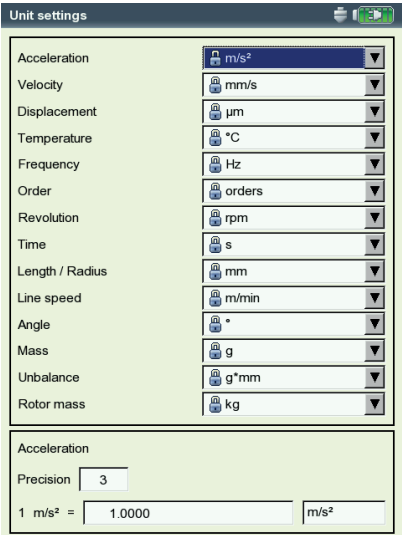 Unit settings
Acceleration m/s²
Velocity mm/s
Displacement µm
Temperature °C
Frequency Hz
Order orders
Revolution rpm
Time s
Length / Radius mm
Line speed m/min
Angle °
Mass g
Unbalance g*mm
Rotor mass kg
Acceleration
Precision 3
1 m/s² = 1.0000 m/s²